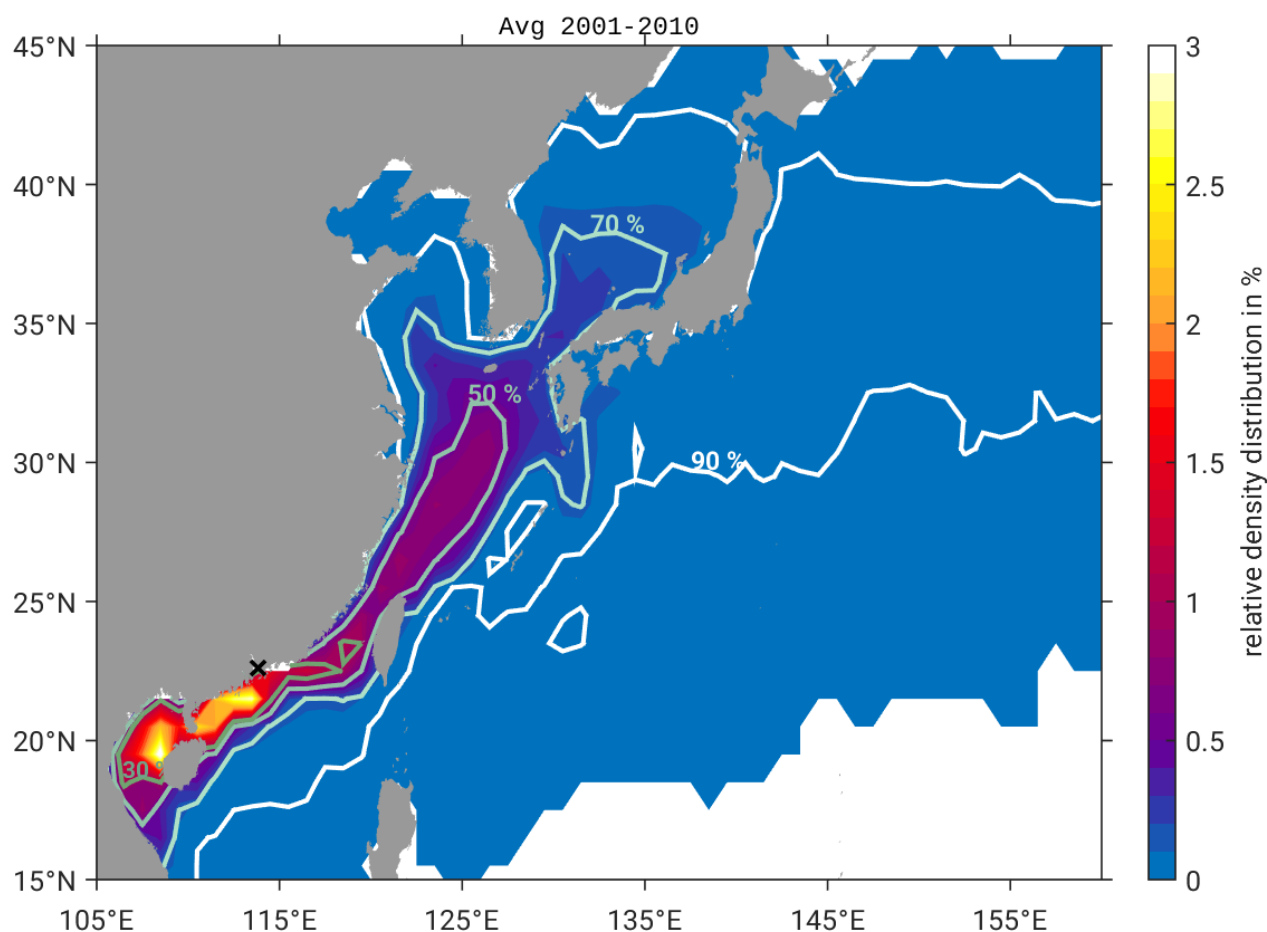 Avg 2001-2010
45°N
40°N
35°N
30°N
25°N
20°N
15°N
105°E
115°E
125°E
135°E
145°E
155°E
70 %
50 %
90 %
30 %
3
2.5
2
1.5
1
0.5
0
relative density distribution in %